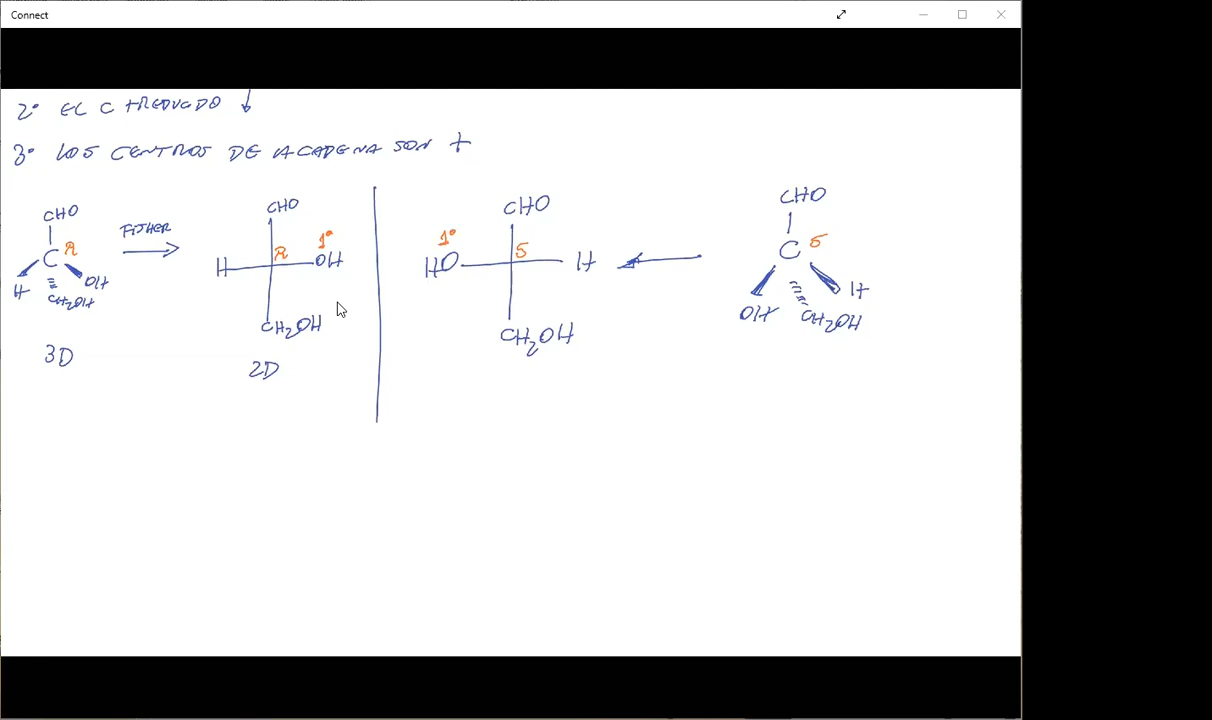 Connect
2° EL C + REDUCIDO ↓
3° LOS CENTROS DE LA CADENA SON +
CHO
C R
H OH
CH2OH
3D
FISHER
CHO
R 1°
H OH
CH2OH
2D
CHO
1° S
HO H
CH2OH
CHO
C S
OH H
CH2OH